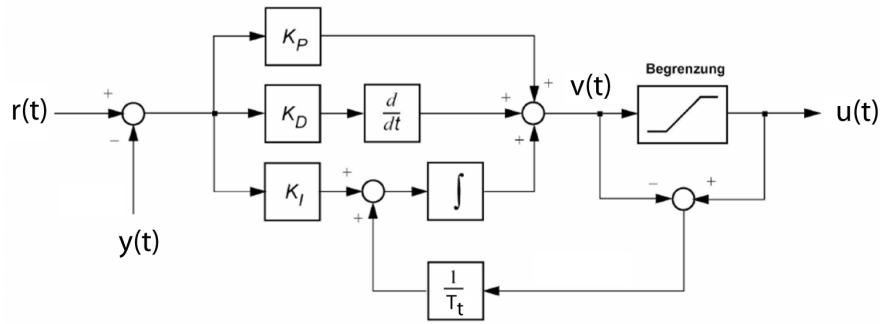 K_P
Begrenzung
+
+
v(t)
r(t)
K_D
d/dt
+
u(t)
−
+
+
−
+
K_I
∫
+
y(t)
1/T_t